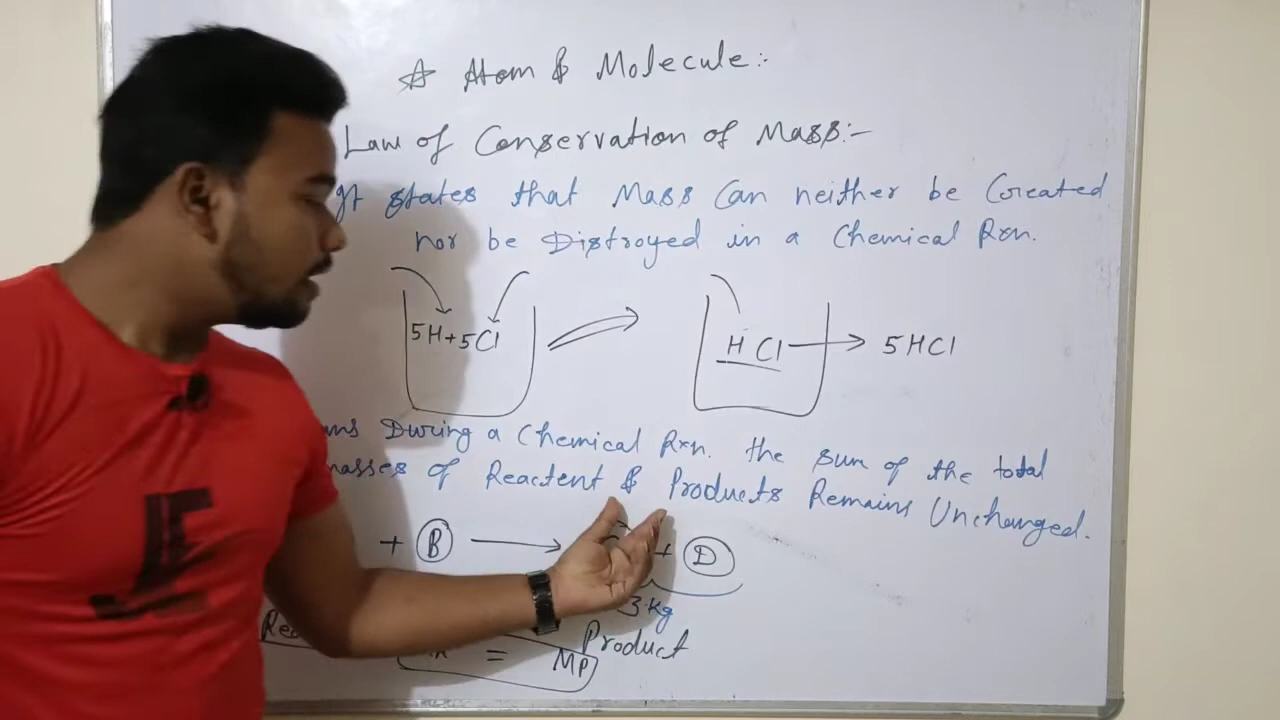 ☆ Atom & Molecule:-
Law of Conservation of Mass:-
It states that Mass Can neither be Created
nor be Distroyed in a Chemical Rxn.
5H+5Cl
HCl → 5HCl
During a Chemical Rxn. the sum of the total
masses of Reactent & Products Remains Unchanged.
+ B → + D
3 kg
Product
= MP
JE